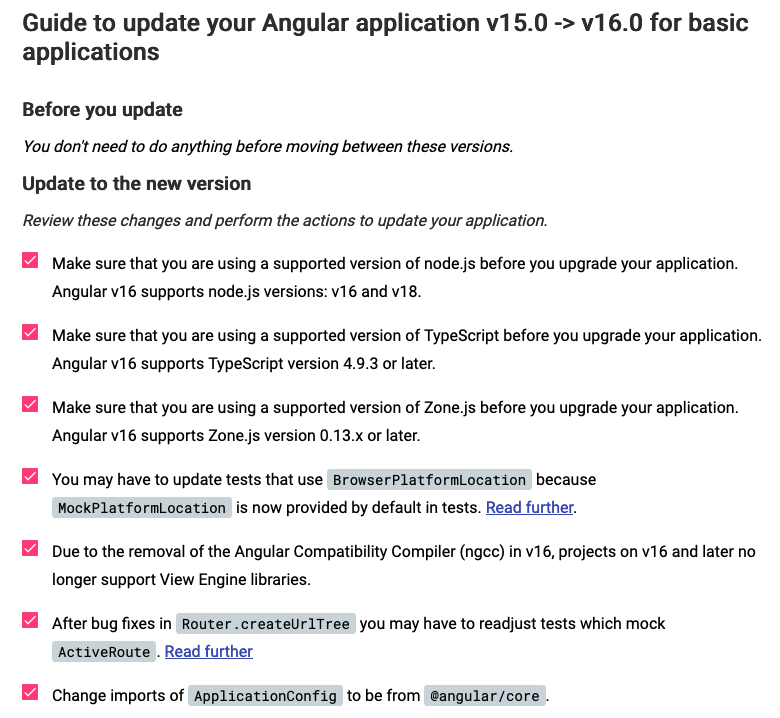 Guide to update your Angular application v15.0 -> v16.0 for basic
applications
Before you update
You don't need to do anything before moving between these versions.
Update to the new version
Review these changes and perform the actions to update your application.
Make sure that you are using a supported version of node.js before you upgrade your application.
Angular v16 supports node.js versions: v16 and v18.
Make sure that you are using a supported version of TypeScript before you upgrade your application.
Angular v16 supports TypeScript version 4.9.3 or later.
Make sure that you are using a supported version of Zone.js before you upgrade your application.
Angular v16 supports Zone.js version 0.13.x or later.
You may have to update tests that use BrowserPlatformLocation because
MockPlatformLocation is now provided by default in tests. Read further.
Due to the removal of the Angular Compatibility Compiler (ngcc) in v16, projects on v16 and later no
longer support View Engine libraries.
After bug fixes in Router.createUrlTree you may have to readjust tests which mock
ActiveRoute . Read further
Change imports of ApplicationConfig to be from @angular/core .